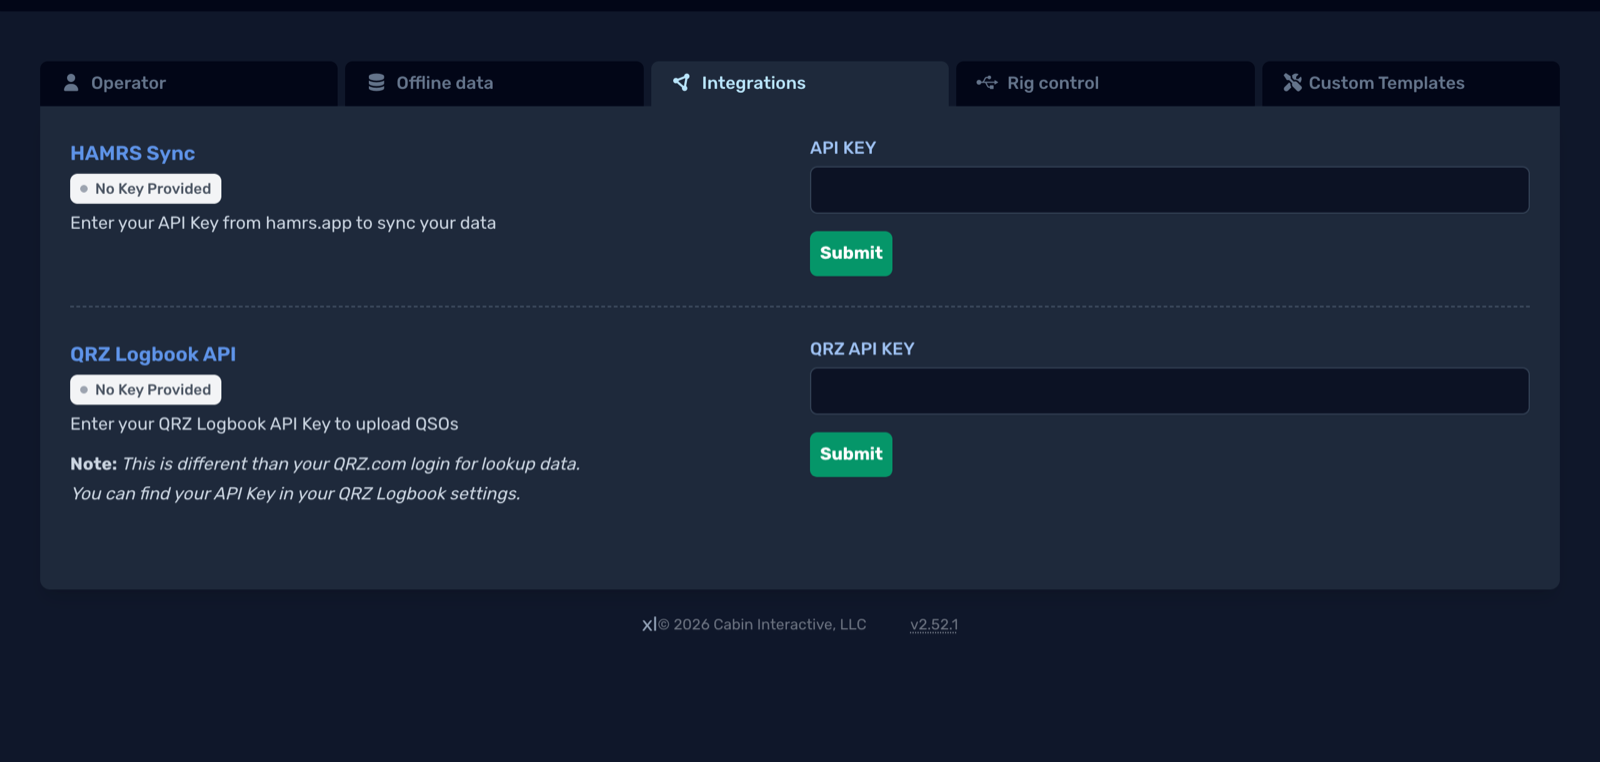 Operator
Offline data
Integrations
Rig control
Custom Templates
HAMRS Sync
No Key Provided
Enter your API Key from hamrs.app to sync your data
API KEY
Submit
QRZ Logbook API
No Key Provided
Enter your QRZ Logbook API Key to upload QSOs
Note: This is different than your QRZ.com login for lookup data.
You can find your API Key in your QRZ Logbook settings.
QRZ API KEY
Submit
x|© 2026 Cabin Interactive, LLC v2.52.1